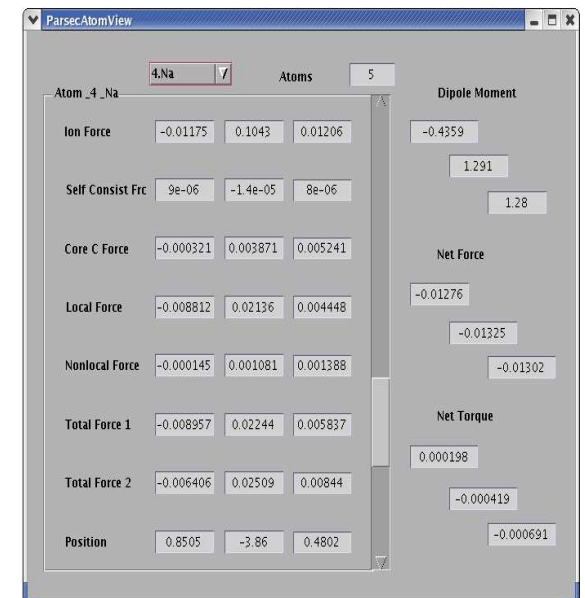 ParsecAtomView
4.Na Atoms 5
Atom _4 _Na
Ion Force -0.01175 0.1043 0.01206
Self Consist Frc 9e-06 -1.4e-05 8e-06
Core C Force -0.000321 0.003871 0.005241
Local Force -0.008812 0.02136 0.004448
Nonlocal Force -0.000145 0.001081 0.001388
Total Force 1 -0.008957 0.02244 0.005837
Total Force 2 -0.006406 0.02509 0.00844
Position 0.8505 -3.86 0.4802
Dipole Moment
-0.4359
1.291
1.28
Net Force
-0.01276
-0.01325
-0.01302
Net Torque
0.000198
-0.000419
-0.000691